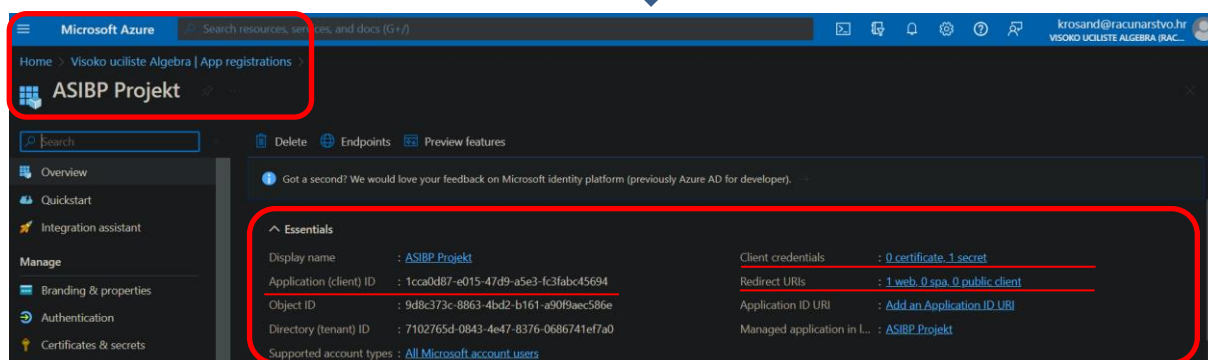 Microsoft Azure
Search resources, services, and docs (G+/)
krosand@racunarstvo.hr
VISOKO UCILISTE ALGEBRA (RAC...
Home > Visoko uciliste Algebra | App registrations >
ASIBP Projekt
Search
Delete
Endpoints
Preview features
Overview
Got a second? We would love your feedback on Microsoft identity platform (previously Azure AD for developer).
Quickstart
Integration assistant
Essentials
Manage
Display name : ASIBP Projekt
Client credentials : 0 certificate, 1 secret
Branding & properties
Application (client) ID : 1cca0d87-e015-47d9-a5e3-fc3fabc45694
Redirect URIs : 1 web, 0 spa, 0 public client
Object ID : 9d8c373c-8863-4bd2-b161-a90f9aec586e
Application ID URI : Add an Application ID URI
Authentication
Directory (tenant) ID : 7102765d-0843-4e47-8376-0686741ef7a0
Managed application in l... : ASIBP Projekt
Certificates & secrets
Supported account types : All Microsoft account users